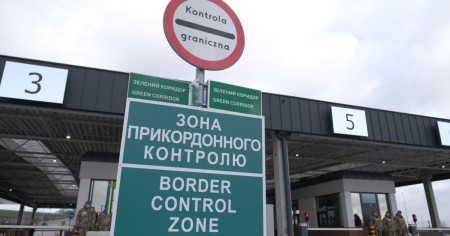 Kontrola
graniczna
ЗЕЛЕНИЙ КОРИДОР
GREEN CORRIDOR
ЗЕЛЕНИЙ КОРИДОР
GREEN CORRIDOR
3
5
ЗОНА
ПРИКОРДОННОГО
КОНТРОЛЮ
BORDER
CONTROL
ZONE